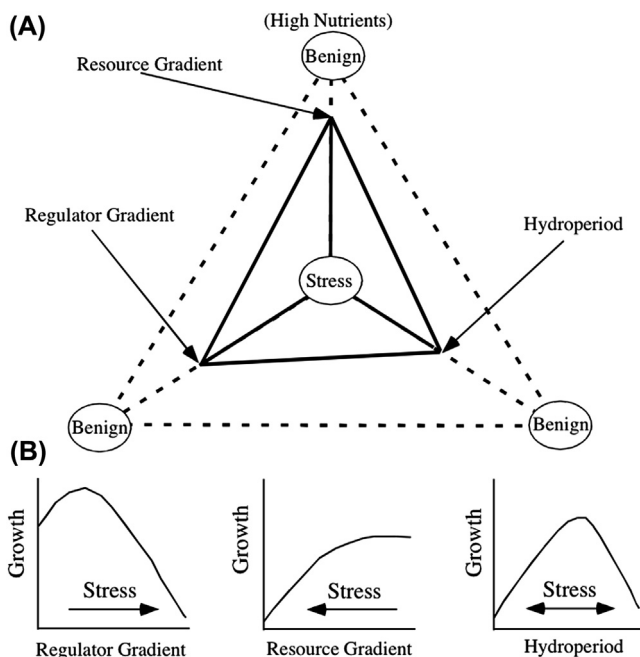 (A)
(High Nutrients)
Benign
Resource Gradient
Regulator Gradient
Hydroperiod
Stress
Benign
Benign
(B)
Growth
Stress
Regulator Gradient
Growth
Stress
Resource Gradient
Growth
Stress
Hydroperiod